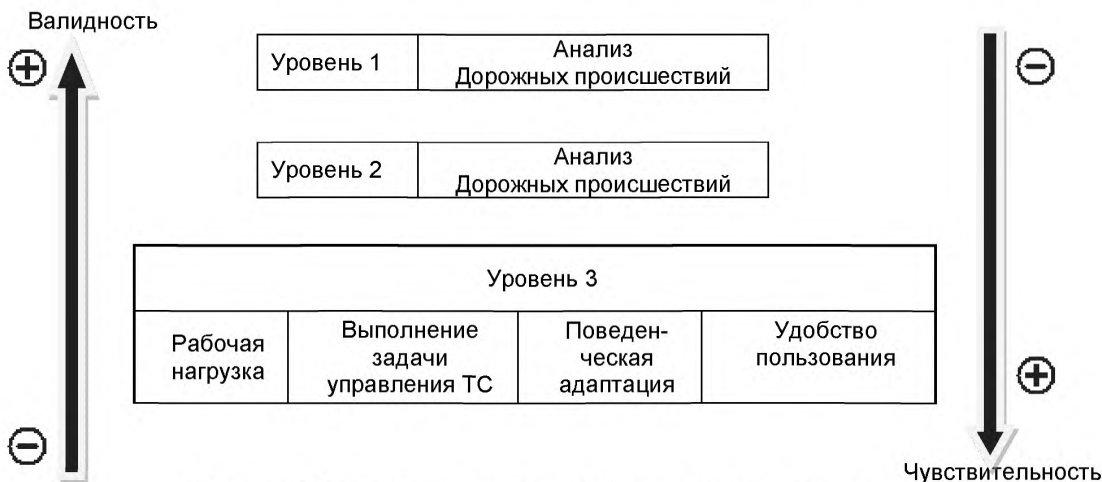 Валидность
Уровень 1
Анализ
Дорожных происшествий
Уровень 2
Анализ
Дорожных происшествий
Уровень 3
Рабочая
нагрузка
Выполнение
задачи
управления ТС
Поведен-
ческая
адаптация
Удобство
пользования
Чувствительность